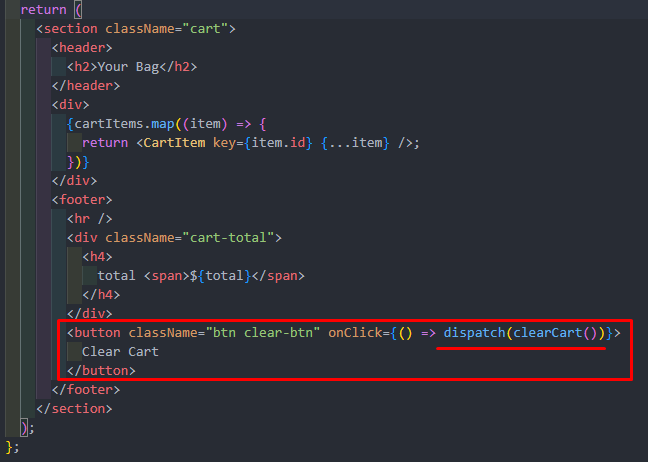 return (
<section className="cart">
<header>
<h2>Your Bag</h2>
</header>
<div>
{cartItems.map((item) => {
return <CartItem key={item.id} {...item} />;
})}
</div>
<footer>
<hr />
<div className="cart-total">
<h4>
total <span>${total}</span>
</h4>
</div>
<button className="btn clear-btn" onClick={() => dispatch(clearCart())}>
Clear Cart
</button>
</footer>
</section>
);
};